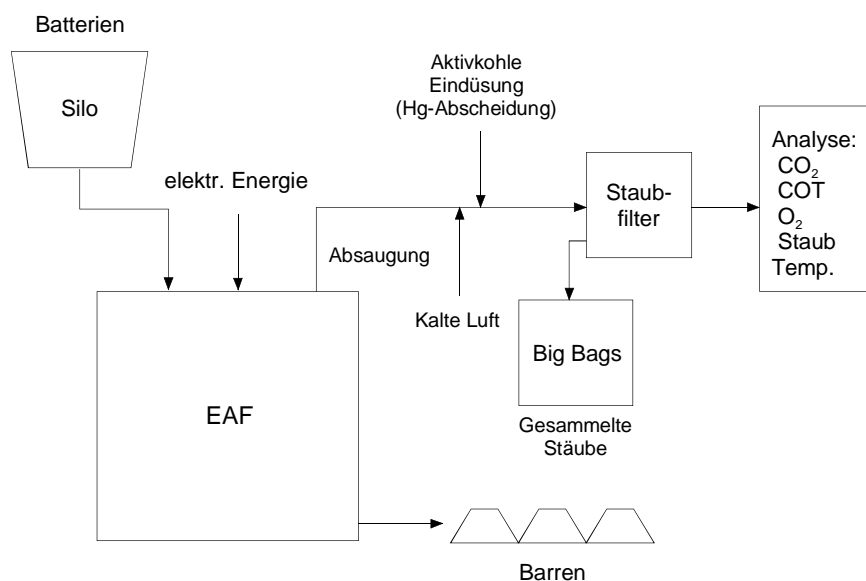 Batterien
Silo
elektr. Energie
Aktivkohle
Eindüsung
(Hg-Abscheidung)
Absaugung
Kalte Luft
Staub-
filter
Analyse:
CO₂
COT
O₂
Staub
Temp.
Big Bags
Gesammelte
Stäube
EAF
Barren